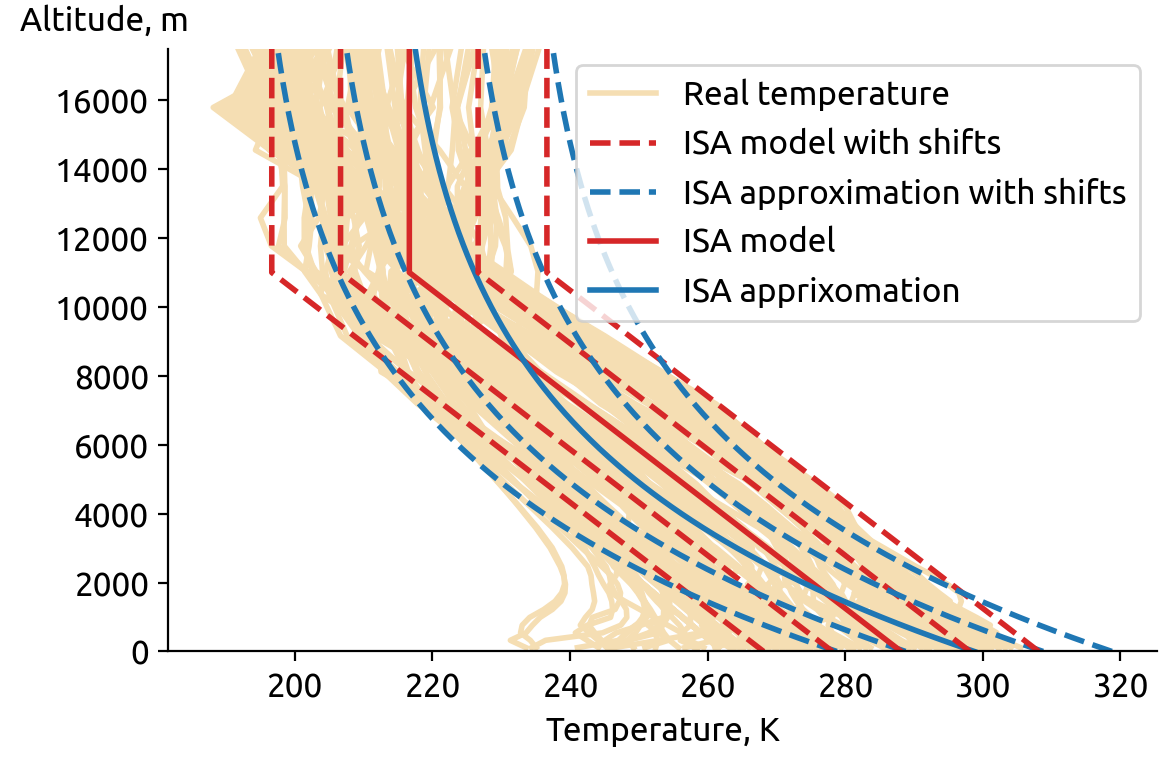 Altitude, m
16000
14000
12000
10000
8000
6000
4000
2000
0
Real temperature
ISA model with shifts
ISA approximation with shifts
ISA model
ISA apprixomation
200 220 240 260 280 300 320
Temperature, K